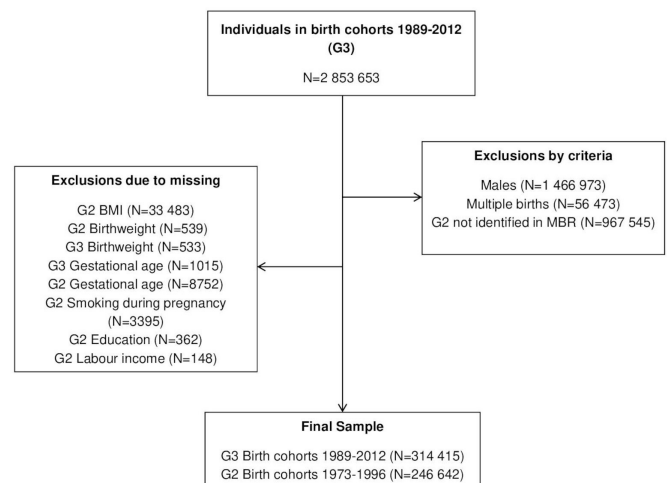 Individuals in birth cohorts 1989-2012
(G3)
N=2 853 653
Exclusions by criteria
Males (N=1 466 973)
Multiple births (N=56 473)
G2 not identified in MBR (N=967 545)
Exclusions due to missing
G2 BMI (N=33 483)
G2 Birthweight (N=539)
G3 Birthweight (N=533)
G3 Gestational age (N=1015)
G2 Gestational age (N=8752)
G2 Smoking during pregnancy
(N=3395)
G2 Education (N=362)
G2 Labour income (N=148)
Final Sample
G3 Birth cohorts 1989-2012 (N=314 415)
G2 Birth cohorts 1973-1996 (N=246 642)